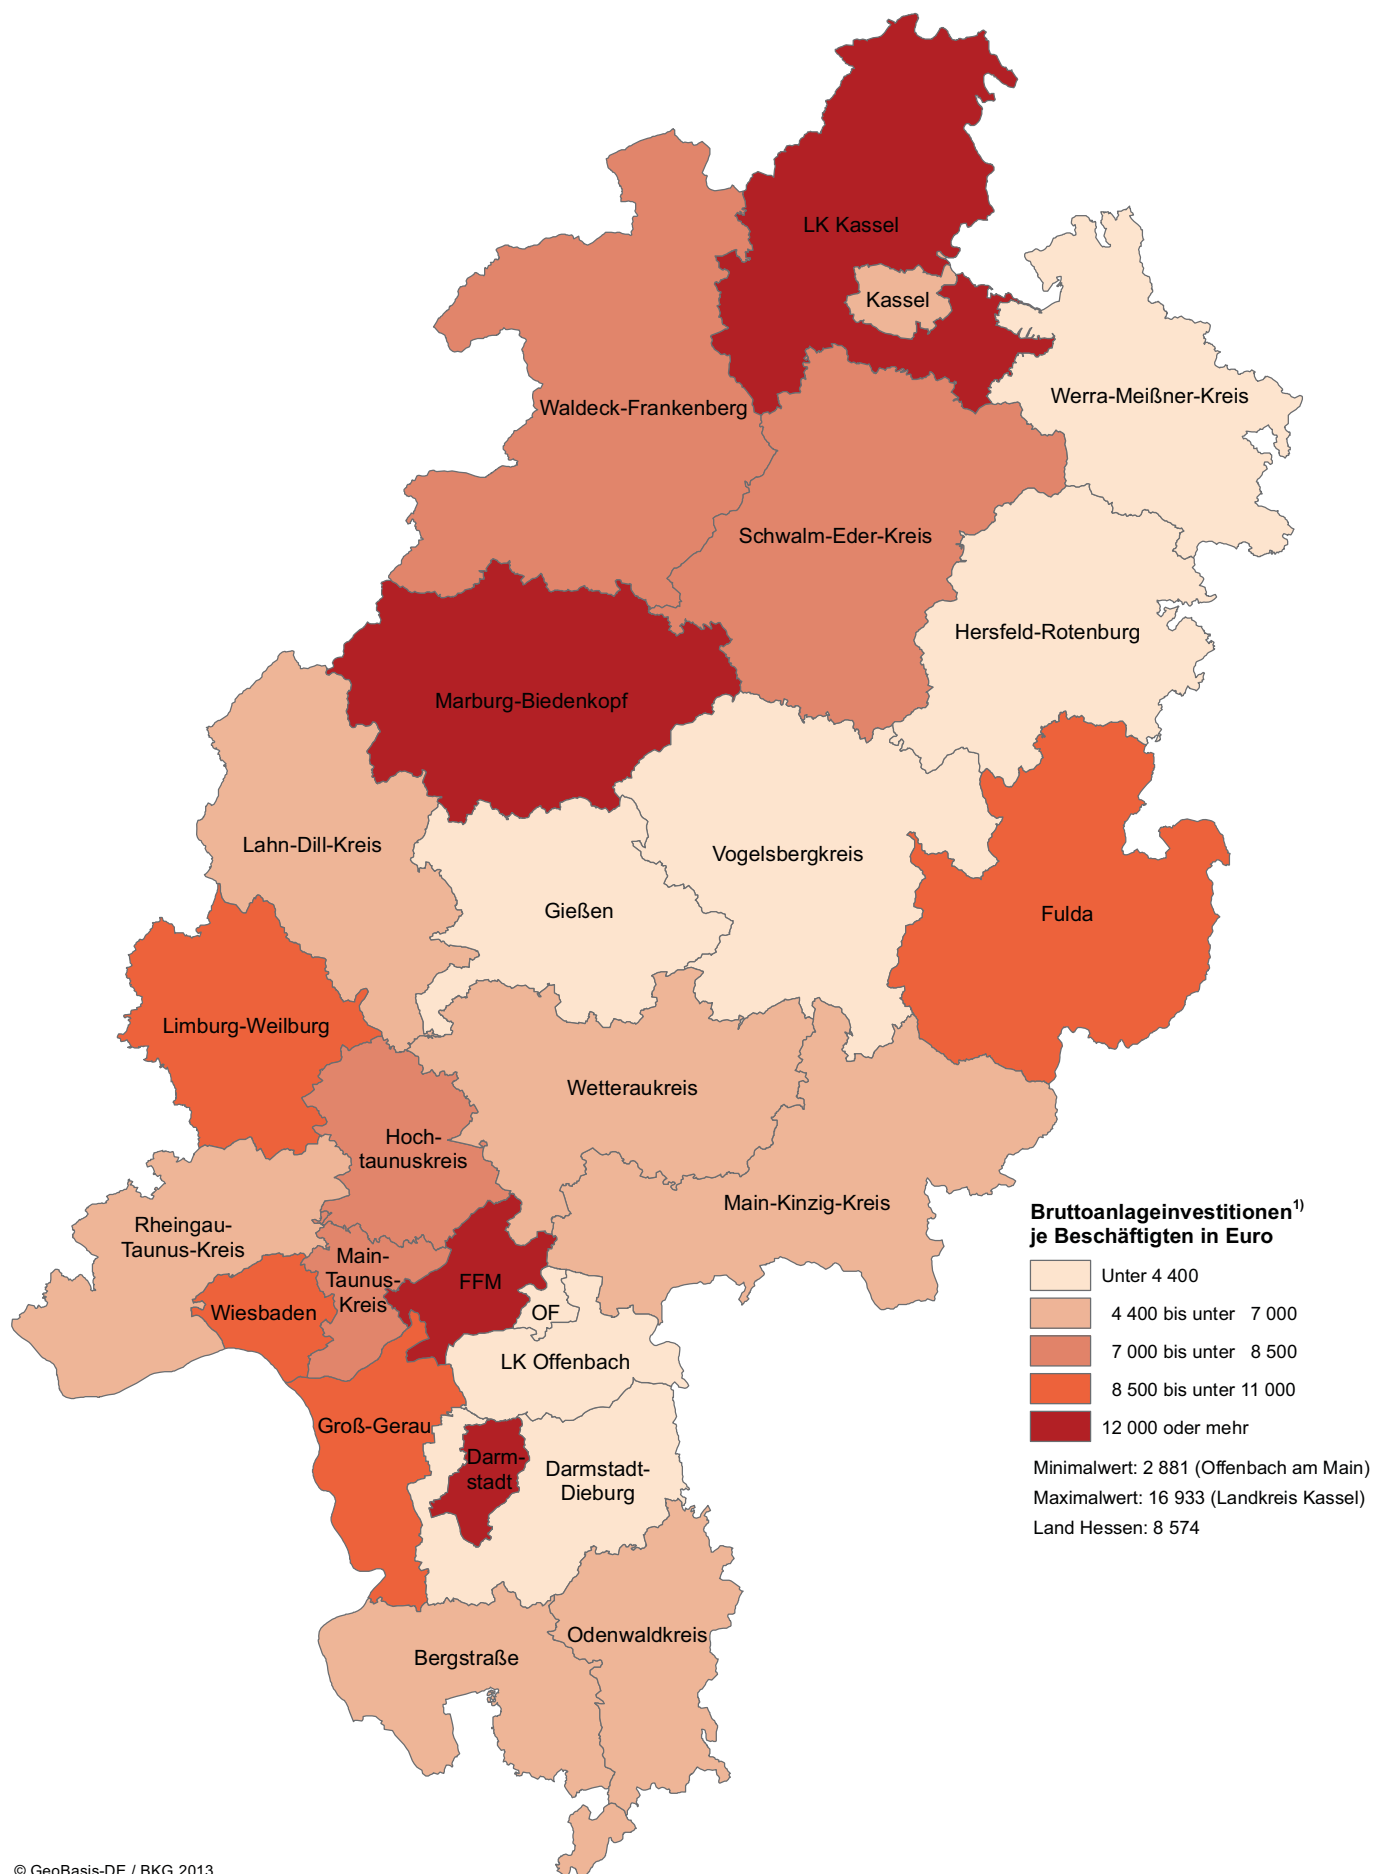 LK Kassel
Kassel
Werra-Meißner-Kreis
Waldeck-Frankenberg
Schwalm-Eder-Kreis
Hersfeld-Rotenburg
Marburg-Biedenkopf
Lahn-Dill-Kreis
Vogelsbergkreis
Gießen
Fulda
Limburg-Weilburg
Wetteraukreis
Hoch-
taunuskreis
Main-Kinzig-Kreis
Rheingau-
Taunus-Kreis
Main-
Taunus-
Kreis
FFM
Wiesbaden
OF
LK Offenbach
Groß-Gerau
Darm-
stadt
Darmstadt-
Dieburg
Odenwaldkreis
Bergstraße
Bruttoanlageinvestitionen1)
je Beschäftigten in Euro
Unter 4 400
4 400 bis unter 7 000
7 000 bis unter 8 500
8 500 bis unter 11 000
12 000 oder mehr
Minimalwert: 2 881 (Offenbach am Main)
Maximalwert: 16 933 (Landkreis Kassel)
Land Hessen: 8 574
© GeoBasis-DE / BKG 2013